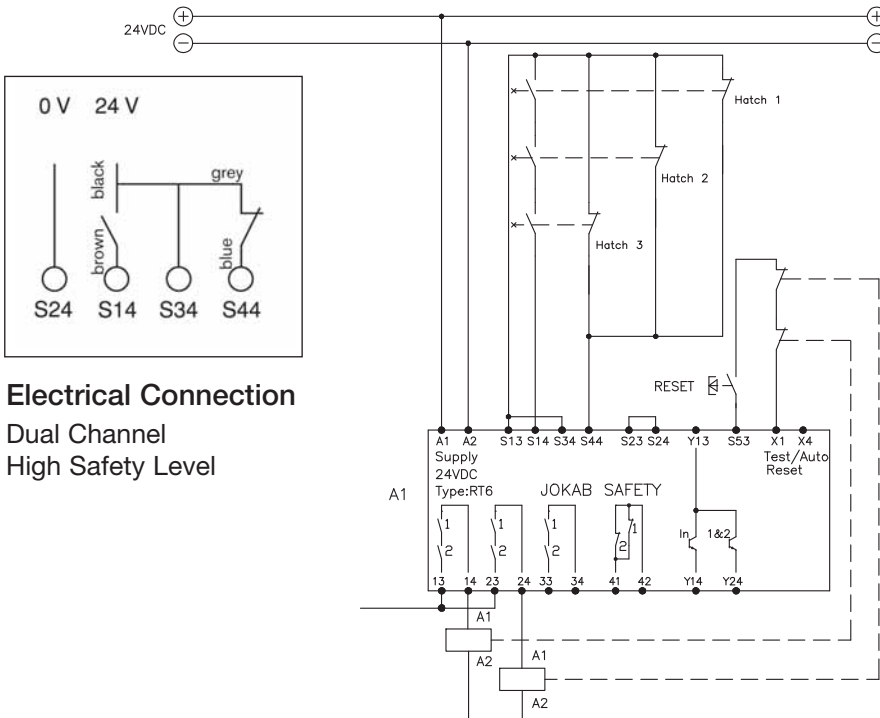 24VDC
+
−
+
−
0 V 24 V
black
grey
brown
blue
S24 S14 S34 S44
Electrical Connection
Dual Channel
High Safety Level
Hatch 1
Hatch 2
Hatch 3
RESET
A1 A2 S13 S14 S34 S44 S23 S24 Y13 S53 X1 X4
Supply
24VDC
Type:RT6
JOKAB SAFETY
Test/Auto
Reset
A1
1 1 1 1
2 2 2 2
In 1&2
13 14 23 24 33 34 41 42 Y14 Y24
A1
A2
A1
A2